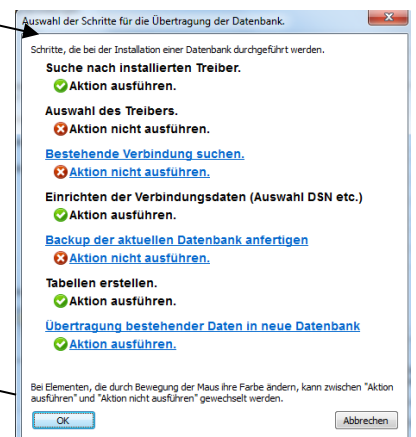 Auswahl der Schritte für die Übertragung der Datenbank.
Schritte, die bei der Installation einer Datenbank durchgeführt werden.
Suche nach installierten Treiber.
Aktion ausführen.
Auswahl des Treibers.
Aktion nicht ausführen.
Bestehende Verbindung suchen.
Aktion nicht ausführen.
Einrichten der Verbindungsdaten (Auswahl DSN etc.)
Aktion ausführen.
Backup der aktuellen Datenbank anfertigen
Aktion nicht ausführen.
Tabellen erstellen.
Aktion ausführen.
Übertragung bestehender Daten in neue Datenbank
Aktion ausführen.
Bei Elementen, die durch Bewegung der Maus ihre Farbe ändern, kann zwischen "Aktion
ausführen" und "Aktion nicht ausführen" gewechselt werden.
OK Abbrechen